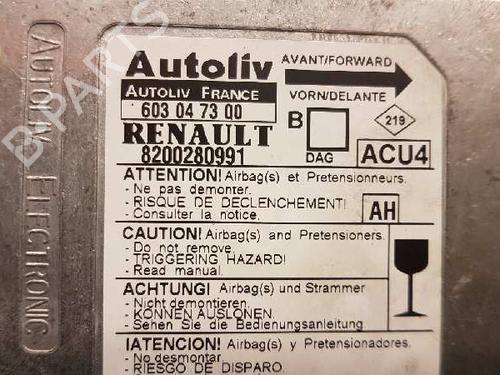 Autoliv
AVANT/FORWARD
AUTOLIV FRANCE
VORN/DELANTE
603 04 73 00
B
219
RENAULT
8200280991
DAG
ACU4
ATTENTION! Airbag(s) et Pretensionneurs.
- Ne pas demonter.
- RISQUE DE DECLENCHEMENT!
- Consulter la notice.
AH
CAUTION! Airbag(s) and Pretensioners.
- Do not remove.
- TRIGGERING HAZARD!
- Read manual.
ACHTUNG! Airbag(s) und Strammer
- Nicht demontieren.
- KONNEN AUSLONEN.
- Sehen Sie die Bedienungsanleitung
!ATENCION! Airbag(s) y Pretensionadores.
- No desmontar.
- RIESGO DE DISPARO.
AUTOLIV ELECTRONIC
B PARTS